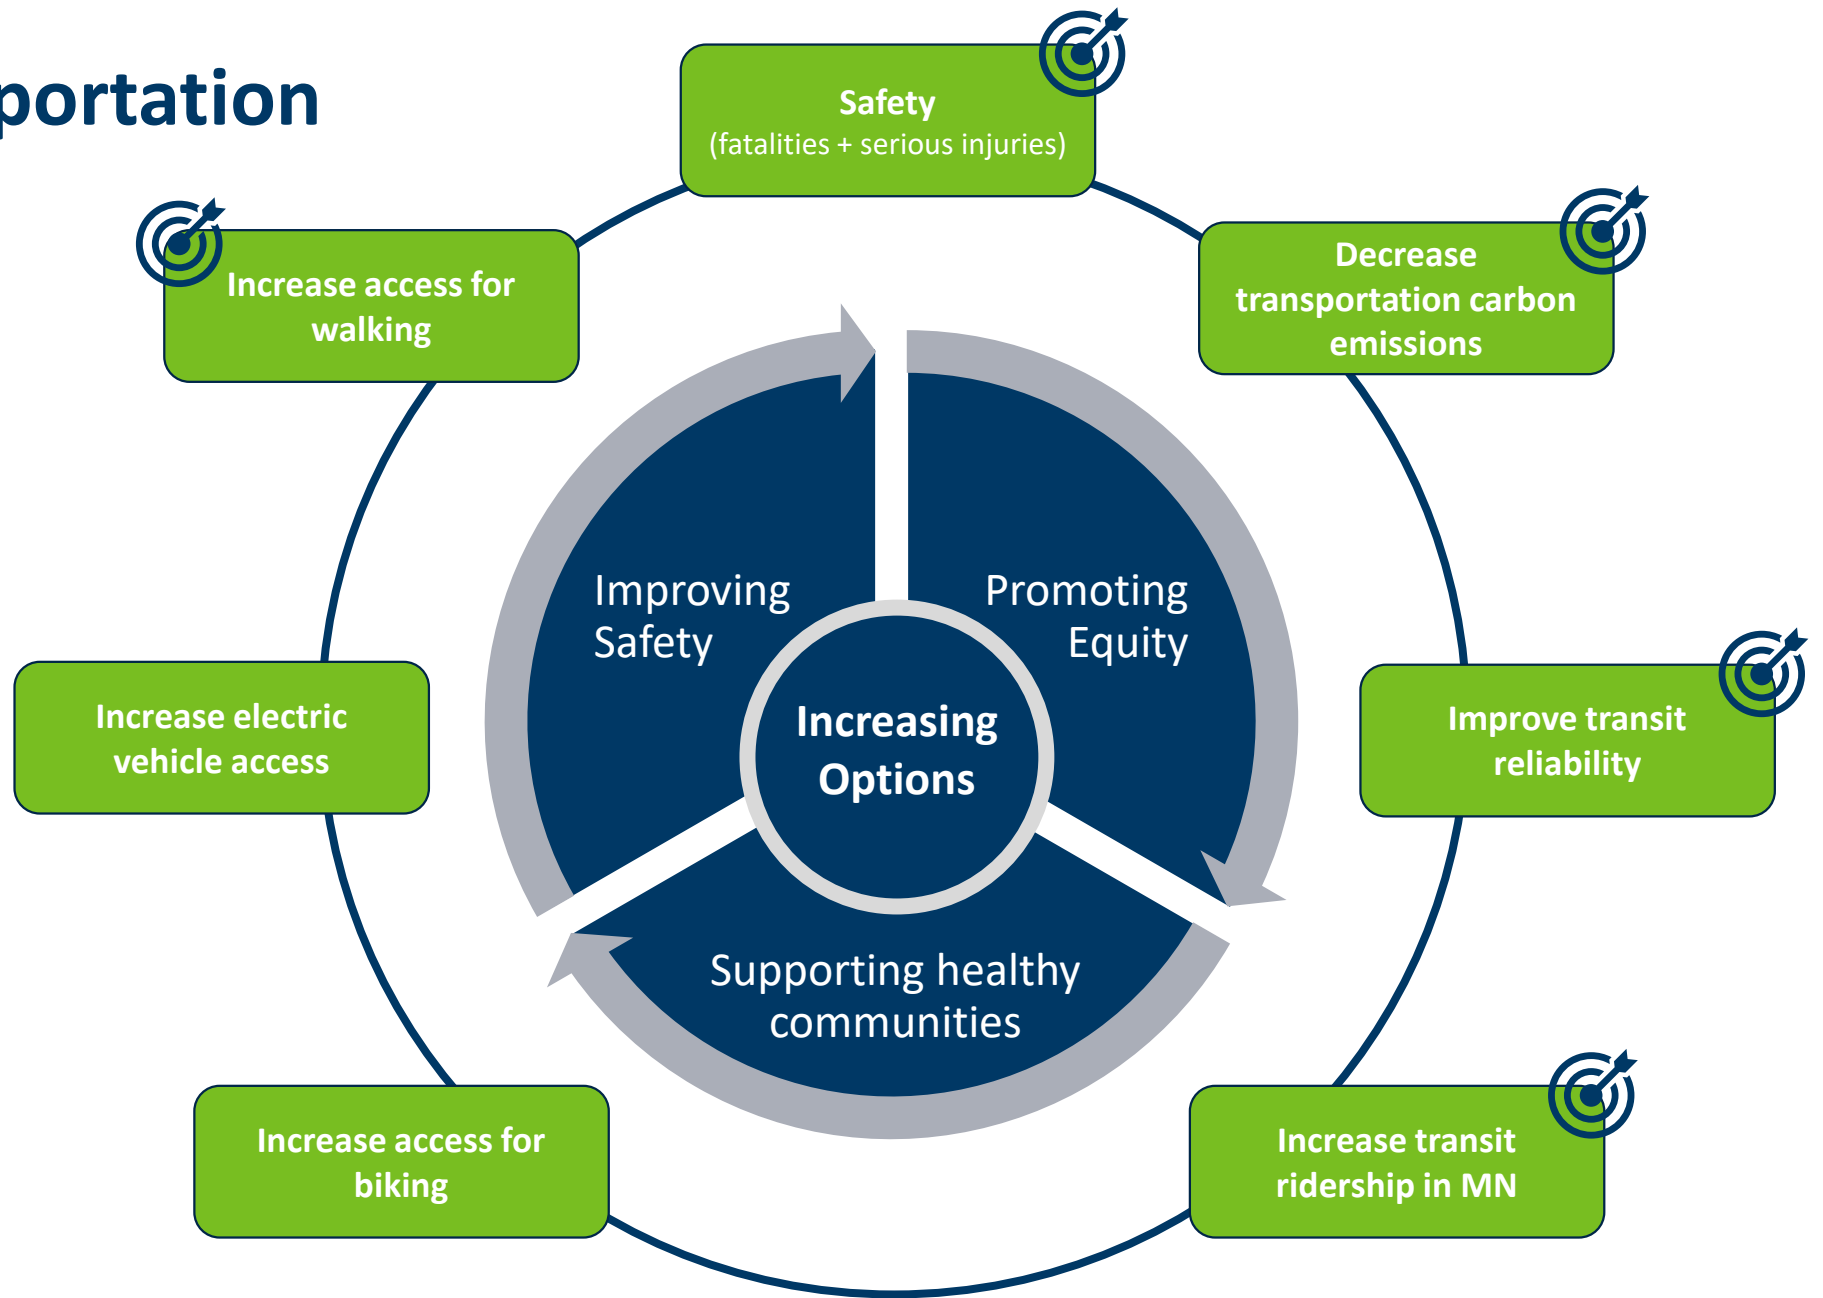 portation
Safety
(fatalities + serious injuries)
Increase access for
walking
Decrease
transportation carbon
emissions
Improving
Safety
Promoting
Equity
Increasing
Options
Increase electric
vehicle access
Improve transit
reliability
Supporting healthy
communities
Increase access for
biking
Increase transit
ridership in MN